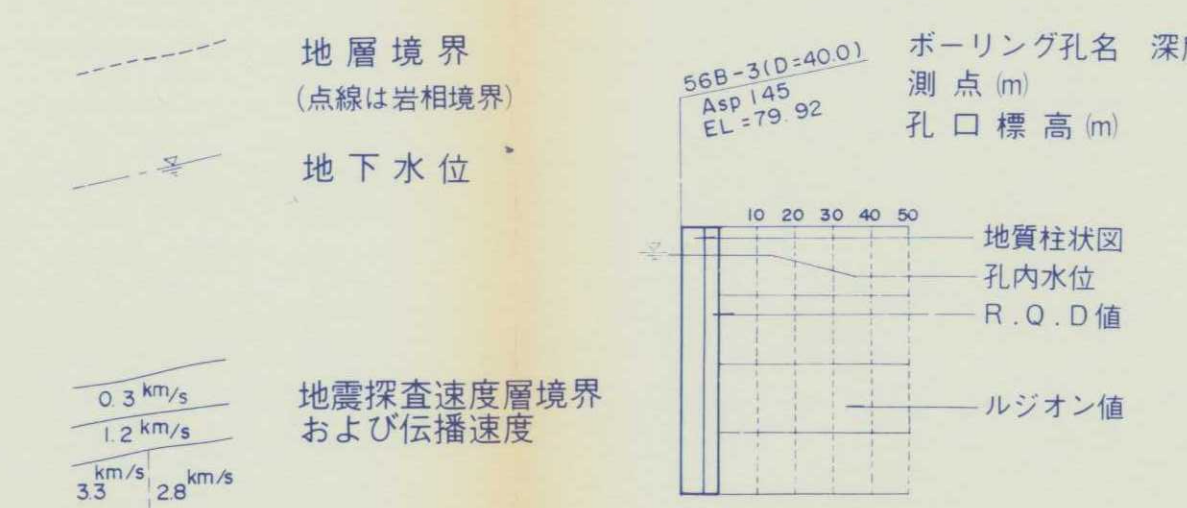 地層境界
(点線は岩相境界)
地下水位
0.3 km/s
1.2 km/s
3.3 km/s 2.8 km/s
地震探査速度層境界
および伝播速度
56B-3(D=40.0)
Asp 145
EL=79.92
ボーリング孔名 深度
測点(m)
孔口標高(m)
10 20 30 40 50
地質柱状図
孔内水位
R.Q.D値
ルジオン値